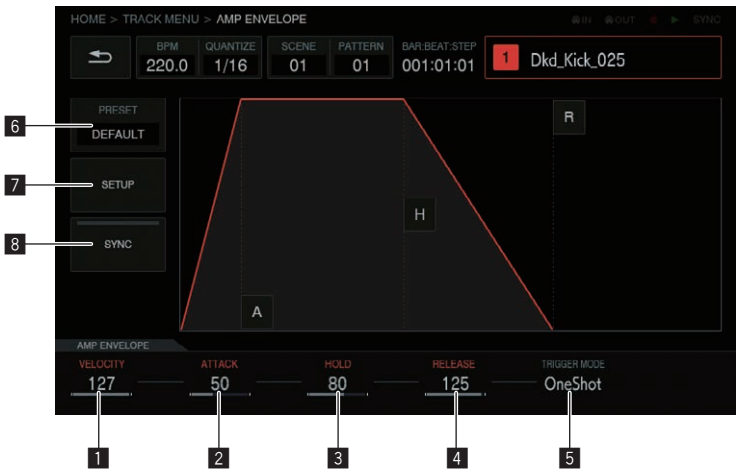 HOME > TRACK MENU > AMP ENVELOPE
IN OUT SYNC
BPM QUANTIZE SCENE PATTERN BAR:BEAT:STEP
220.0 1/16 01 01 001:01:01
1 Dkd_Kick_025
PRESET
DEFAULT
6
SETUP
7
SYNC
8
R
H
A
AMP ENVELOPE
VELOCITY ATTACK HOLD RELEASE TRIGGER MODE
127 50 80 125 OneShot
1 2 3 4 5